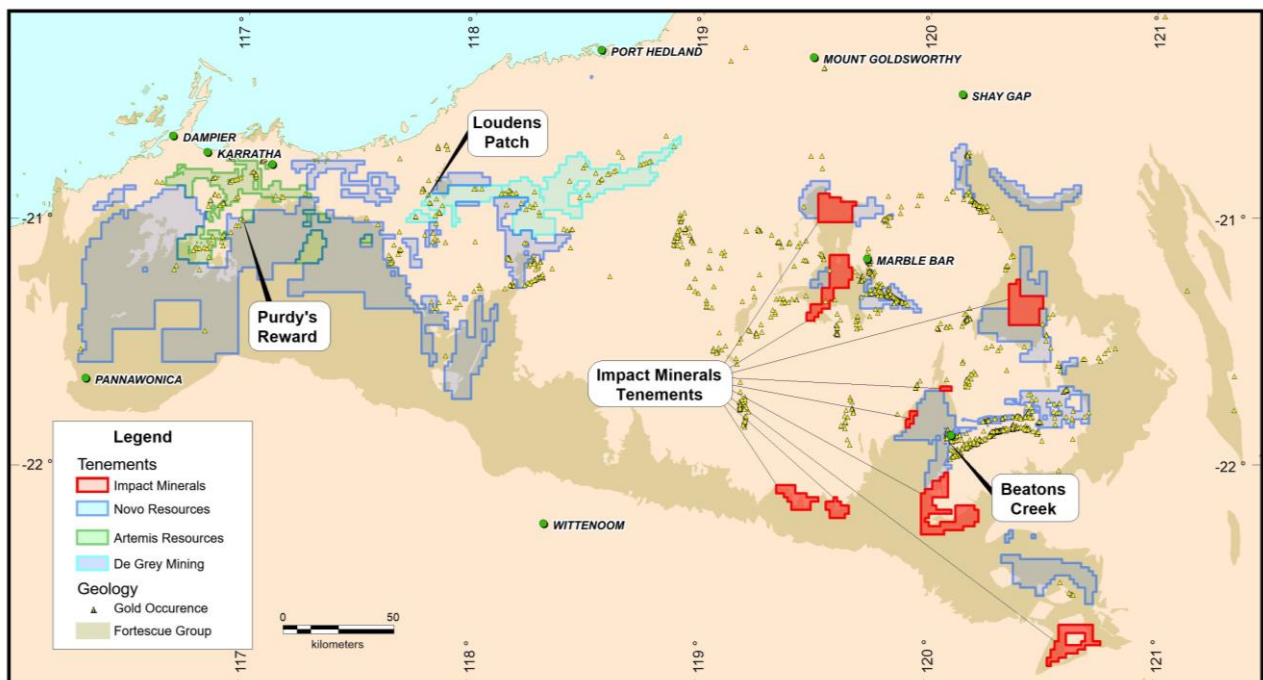 117 °
118 °
119 °
120 °
121 °
PORT HEDLAND
MOUNT GOLDSWORTHY
SHAY GAP
DAMPIER
KARRATHA
Loudens
Patch
-21 °
-21 °
MARBLE BAR
Purdy's
Reward
PANNAWONICA
Impact Minerals
Tenements
Legend
Tenements
Impact Minerals
Novo Resources
Artemis Resources
De Grey Mining
Geology
Gold Occurence
Fortescue Group
-22 °
-22 °
Beatons
Creek
WITTENOOM
0 50
kilometers
117 °
118 °
119 °
120 °
121 °